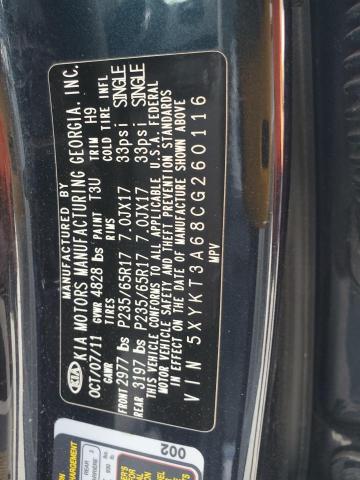 MANUFACTURED BY
KIA KIA MOTORS MANUFACTURING GEORGIA. INC.
OCT/07/11 GVWR 4828 lbs PAINT T3U TRIM H9
GAWR TIRES RIMS COLD TIRE INFL
FRONT 2977 lbs P235/65R17 7.0JX17 33psi SINGLE
REAR 3197 lbs P235/65R17 7.0JX17 33psi SINGLE
THIS VEHICLE CONFORMS TO ALL APPLICABLE U.S.A. FEDERAL
MOTOR VEHICLE SAFETY AND THEFT PREVENTION STANDARDS
IN EFFECT ON THE DATE OF MANUFACTURE SHOWN ABOVE
VIN 5XYKT3A68CG260116
MPV
002
REAR 3